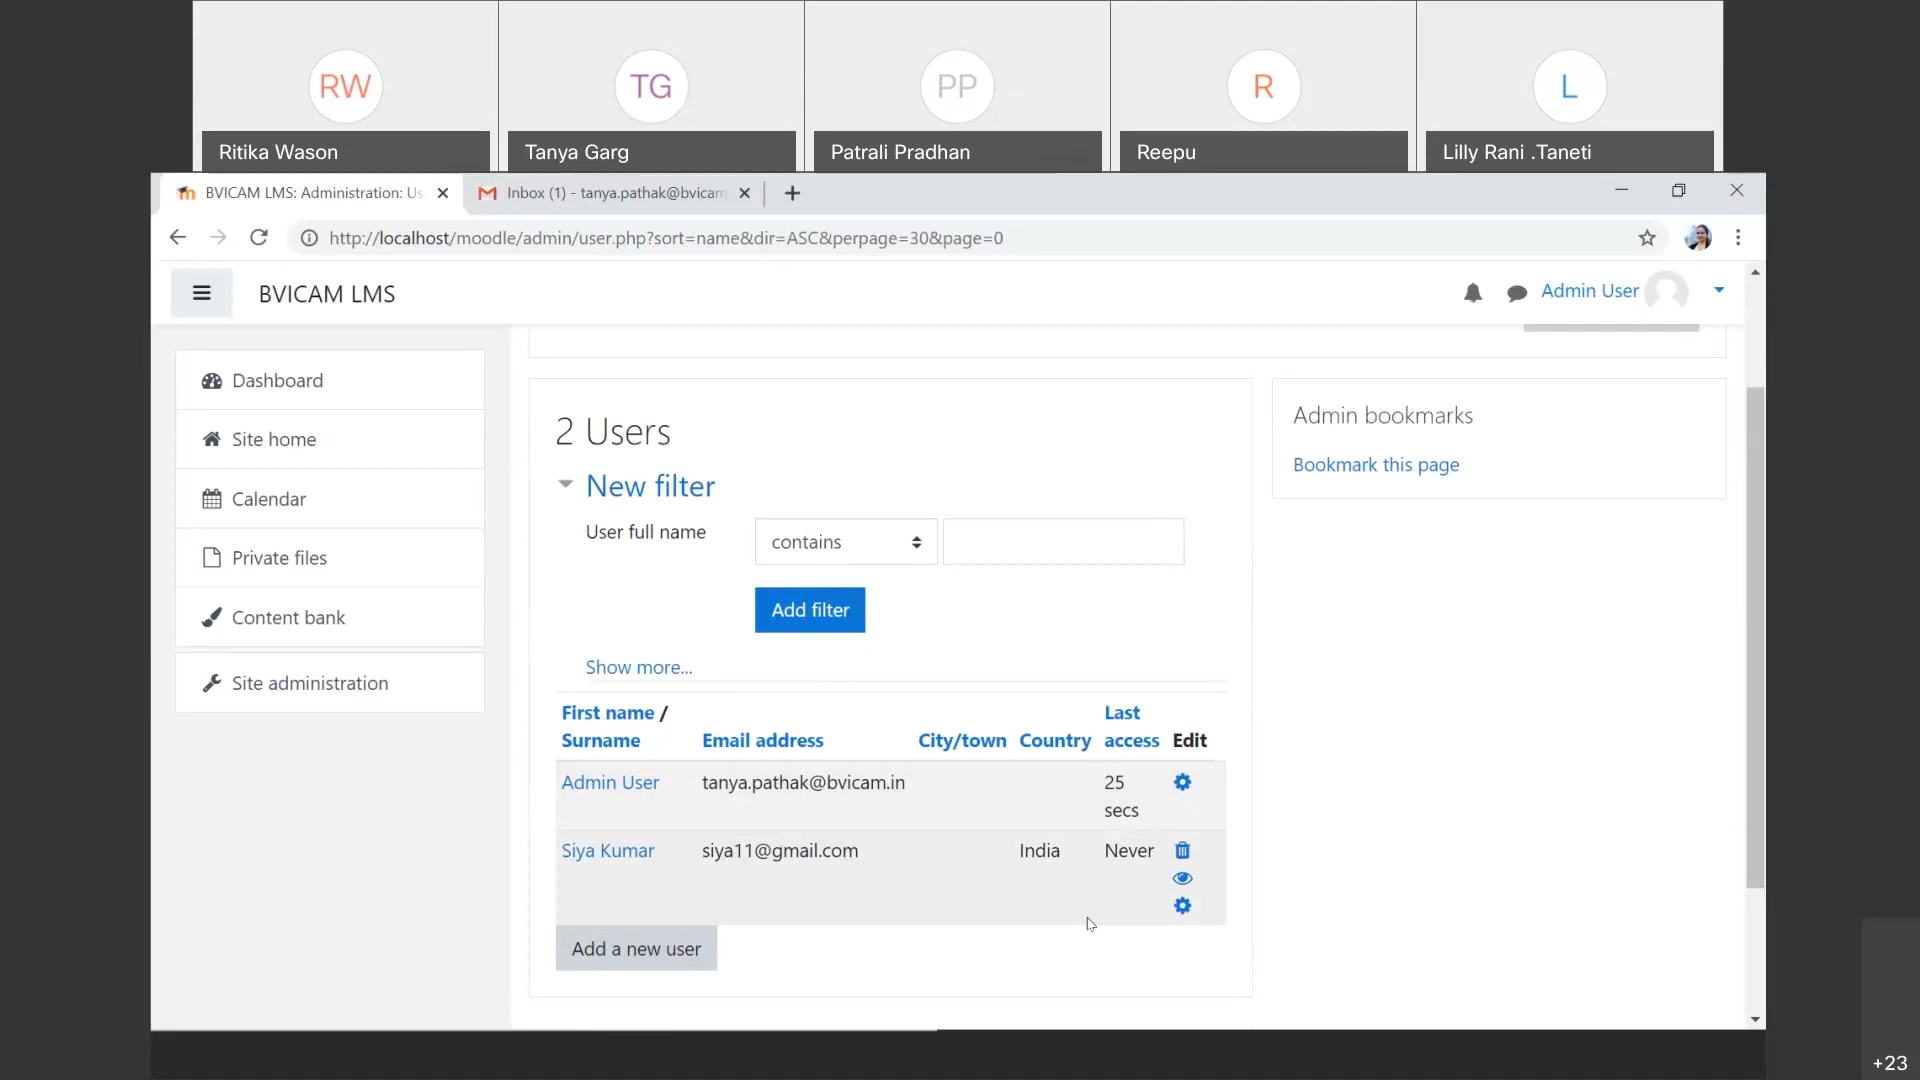 RW
TG
PP
R
L
Ritika Wason
Tanya Garg
Patrali Pradhan
Reepu
Lilly Rani .Taneti
BVICAM LMS: Administration: Us
Inbox (1) - tanya.pathak@bvicam
http://localhost/moodle/admin/user.php?sort=name&dir=ASC&perpage=30&page=0
BVICAM LMS
Admin User
Dashboard
Site home
Calendar
Private files
Content bank
Site administration
2 Users
New filter
User full name
contains
Add filter
Show more...
First name / Surname
Email address
City/town
Country
Last access
Edit
Admin User
tanya.pathak@bvicam.in
25 secs
Siya Kumar
siya11@gmail.com
India
Never
Add a new user
Admin bookmarks
Bookmark this page
+23